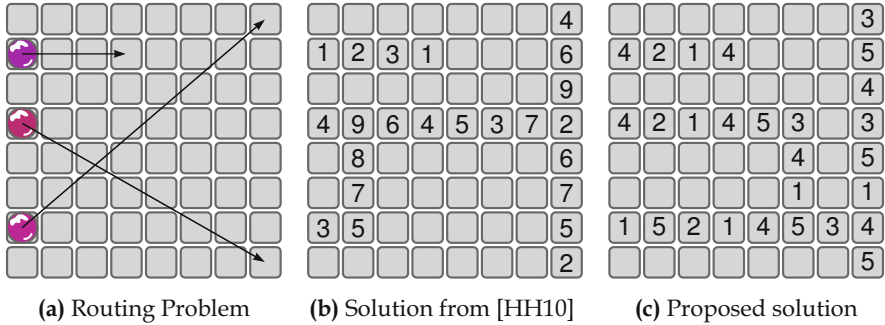 4 3
1 2 3 1 6 4 2 1 4 5
9 4
4 9 6 4 5 3 7 2 4 2 1 4 5 3 3
8 6 4 5
7 7 1 1
3 5 5 1 5 2 1 4 5 3 4
2 5
(a) Routing Problem (b) Solution from [HH10] (c) Proposed solution